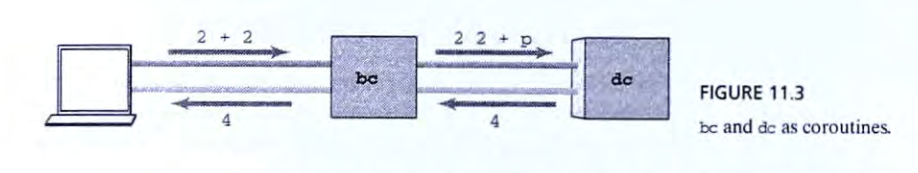 2 + 2
2 2 + p
bc
dc
4
4
FIGURE 11.3
bc and dc as coroutines.